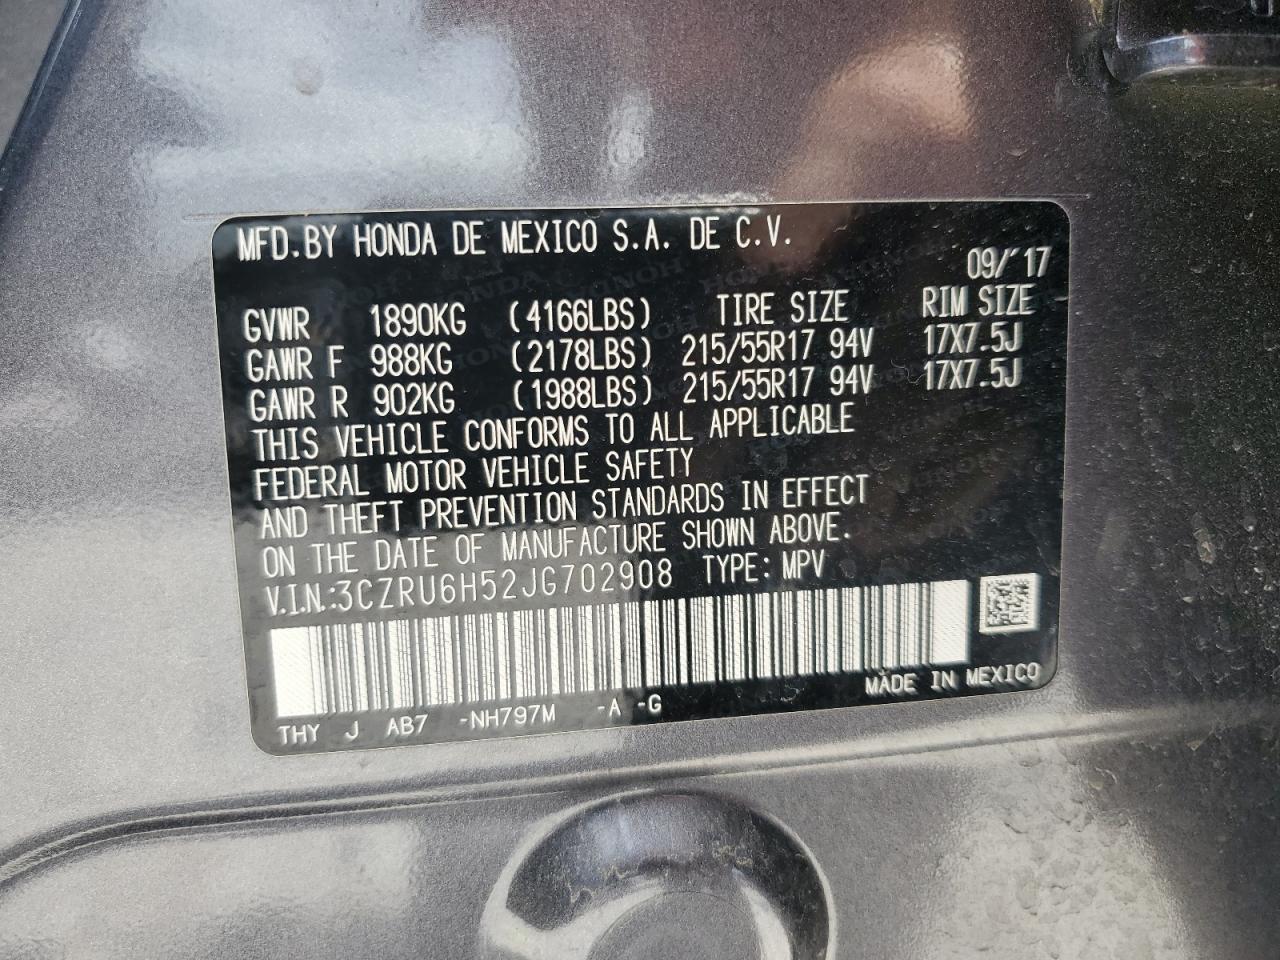 MFD.BY HONDA DE MEXICO S.A. DE C.V.
09/'17
GVWR 1890KG (4166LBS) TIRE SIZE RIM SIZE
GAWR F 988KG (2178LBS) 215/55R17 94V 17X7.5J
GAWR R 902KG (1988LBS) 215/55R17 94V 17X7.5J
THIS VEHICLE CONFORMS TO ALL APPLICABLE
FEDERAL MOTOR VEHICLE SAFETY
AND THEFT PREVENTION STANDARDS IN EFFECT
ON THE DATE OF MANUFACTURE SHOWN ABOVE.
V.I.N.:3CZRU6H52JG702908 TYPE: MPV
MADE IN MEXICO
THY J AB7 -NH797M -A -G